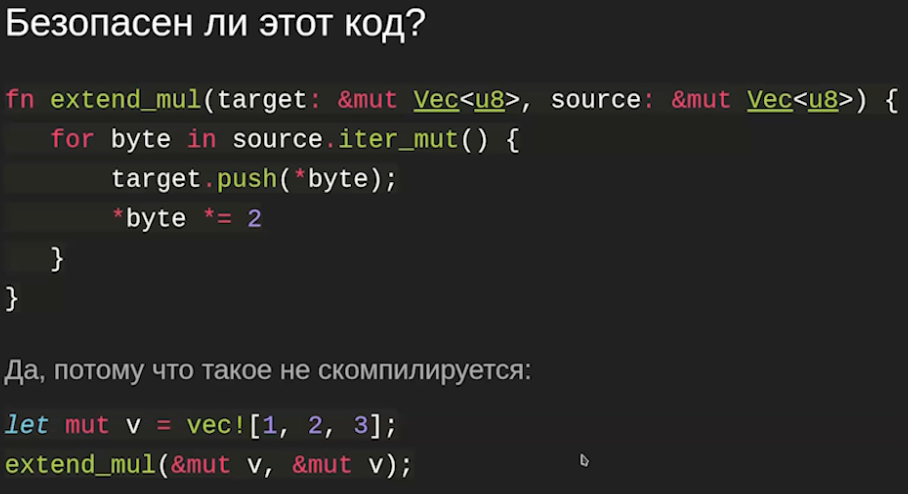 Безопасен ли этот код?
fn extend_mul(target: &mut Vec<u8>, source: &mut Vec<u8>) {
for byte in source.iter_mut() {
target.push(*byte);
*byte *= 2
}
}
Да, потому что такое не скомпилируется:
let mut v = vec![1, 2, 3];
extend_mul(&mut v, &mut v);